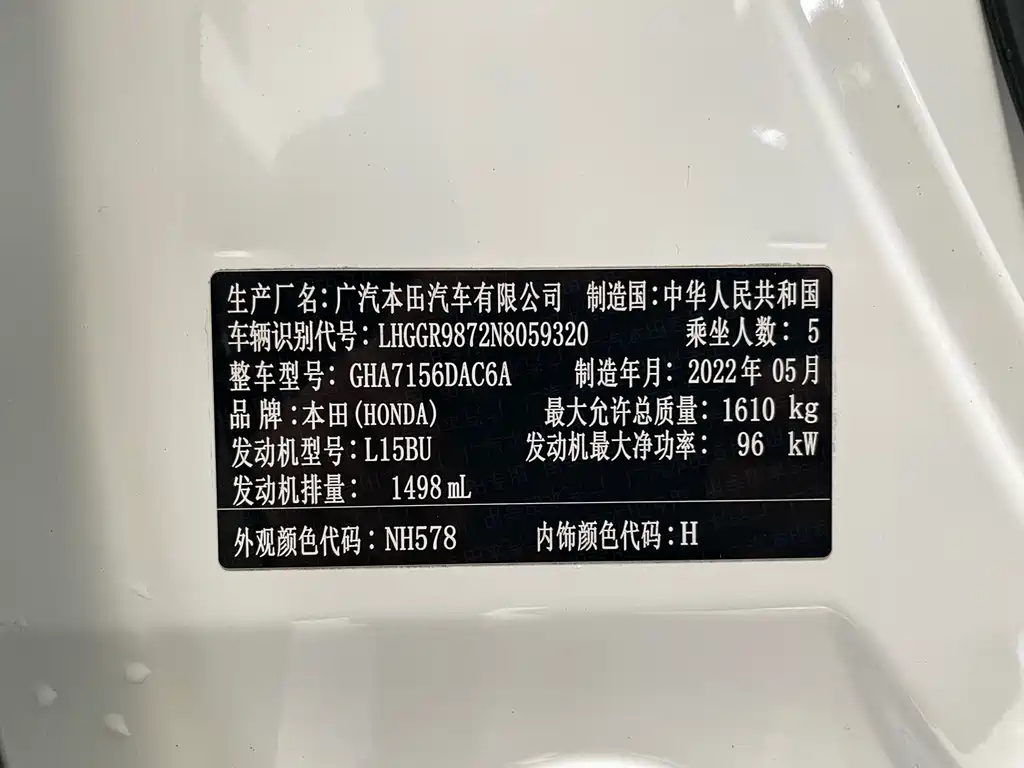 生产厂名:广汽本田汽车有限公司 制造国:中华人民共和国
车辆识别代号:LHGGR9872N8059320 乘坐人数:5
整车型号:GHA7156DAC6A 制造年月:2022年05月
品牌:本田(HONDA) 最大允许总质量:1610 kg
发动机型号:L15BU 发动机最大净功率:96 kW
发动机排量:1498 mL
外观颜色代码:NH578 内饰颜色代码:H